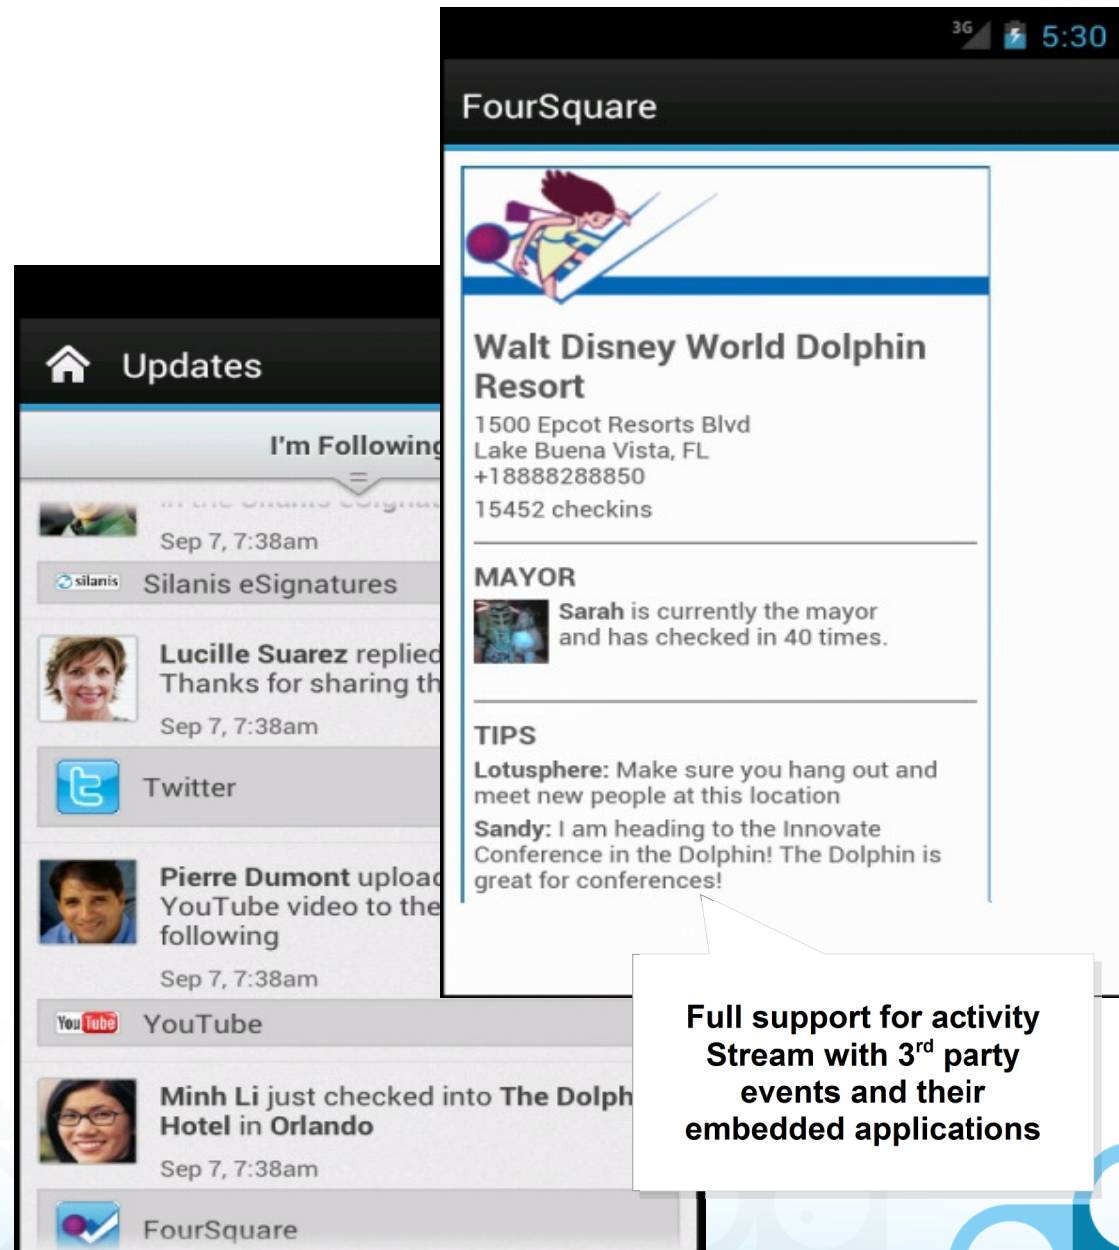 3G 5:30
FourSquare
Walt Disney World Dolphin
Resort
1500 Epcot Resorts Blvd
Lake Buena Vista, FL
+18888288850
15452 checkins
MAYOR
Sarah is currently the mayor
and has checked in 40 times.
TIPS
Lotusphere: Make sure you hang out and
meet new people at this location
Sandy: I am heading to the Innovate
Conference in the Dolphin! The Dolphin is
great for conferences!
Updates
I'm Following
in the Silanis eSignat
Sep 7, 7:38am
silanis Silanis eSignatures
Lucille Suarez replied
Thanks for sharing th
Sep 7, 7:38am
Twitter
Pierre Dumont upload
YouTube video to the
following
Sep 7, 7:38am
YouTube YouTube
Minh Li just checked into The Dolph
Hotel in Orlando
Sep 7, 7:38am
FourSquare
Full support for activity
Stream with 3rd party
events and their
embedded applications